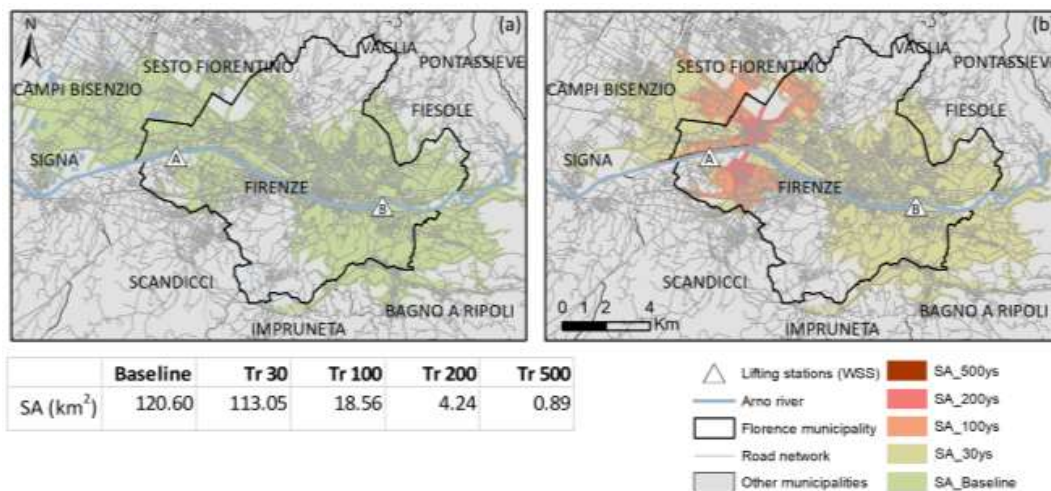 N
(a)
VAGLIA
SESTO FIORENTINO
PONTASSIEVE
CAMPI BISENZIO
FIESOLE
SIGNA
A
FIRENZE
B
SCANDICCI
BAGNO A RIPOLI
IMPRUNETA
(b)
VAGLIA
SESTO FIORENTINO
PONTASSIEVE
CAMPI BISENZIO
FIESOLE
SIGNA
A
FIRENZE
B
SCANDICCI
0 1 2 4
Km
BAGNO A RIPOLI
IMPRUNETA
Baseline Tr 30 Tr 100 Tr 200 Tr 500
SA (km²) 120.60 113.05 18.56 4.24 0.89
Lifting stations (WSS)
Arno river
Florence municipality
Road network
Other municipalities
SA_500ys
SA_200ys
SA_100ys
SA_30ys
SA_Baseline